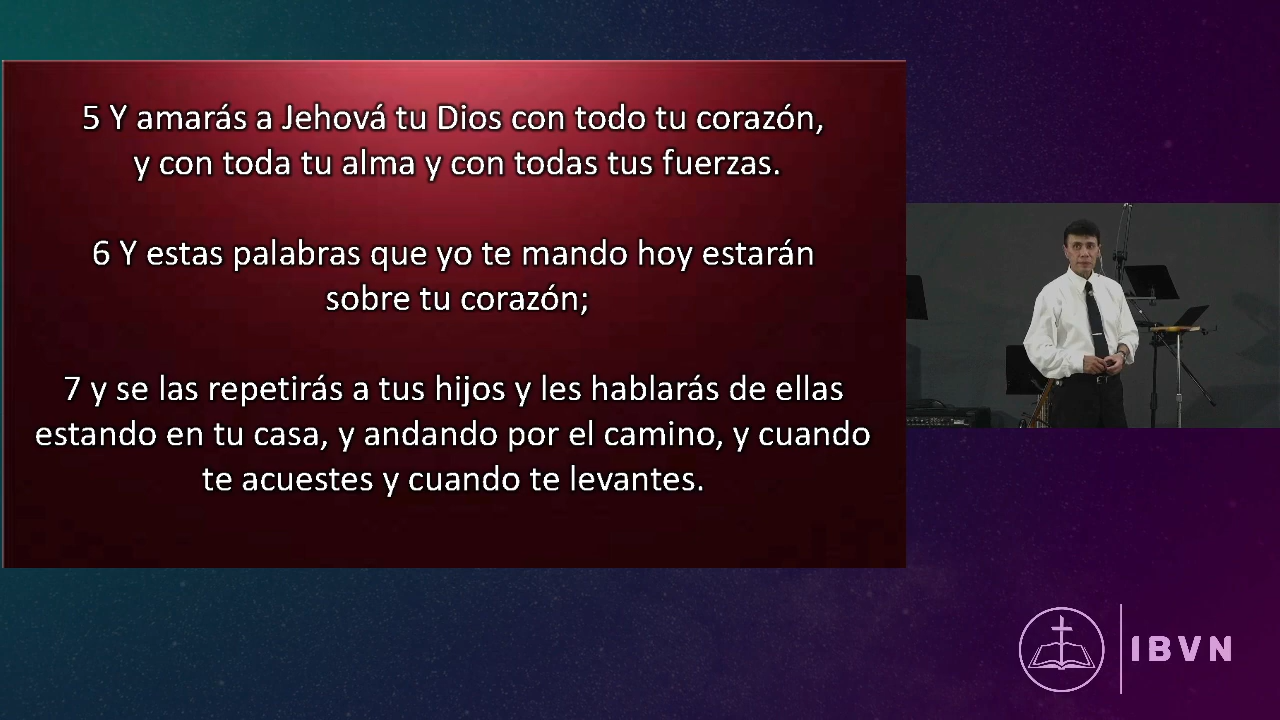 5 Y amarás a Jehová tu Dios con todo tu corazón,
y con toda tu alma y con todas tus fuerzas.
6 Y estas palabras que yo te mando hoy estarán
sobre tu corazón;
7 y se las repetirás a tus hijos y les hablarás de ellas
estando en tu casa, y andando por el camino, y cuando
te acuestes y cuando te levantes.
IBVN